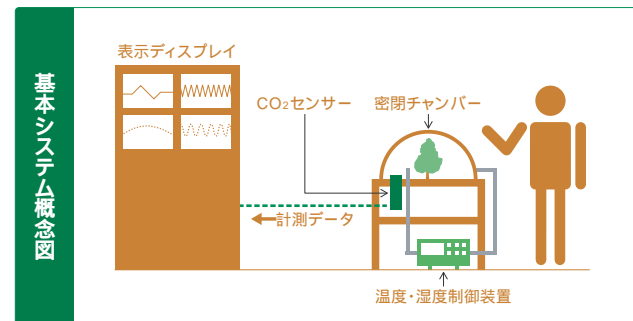 基本システム概念図
表示ディスプレイ
CO₂センサー
密閉チャンバー
計測データ
温度・湿度制御装置